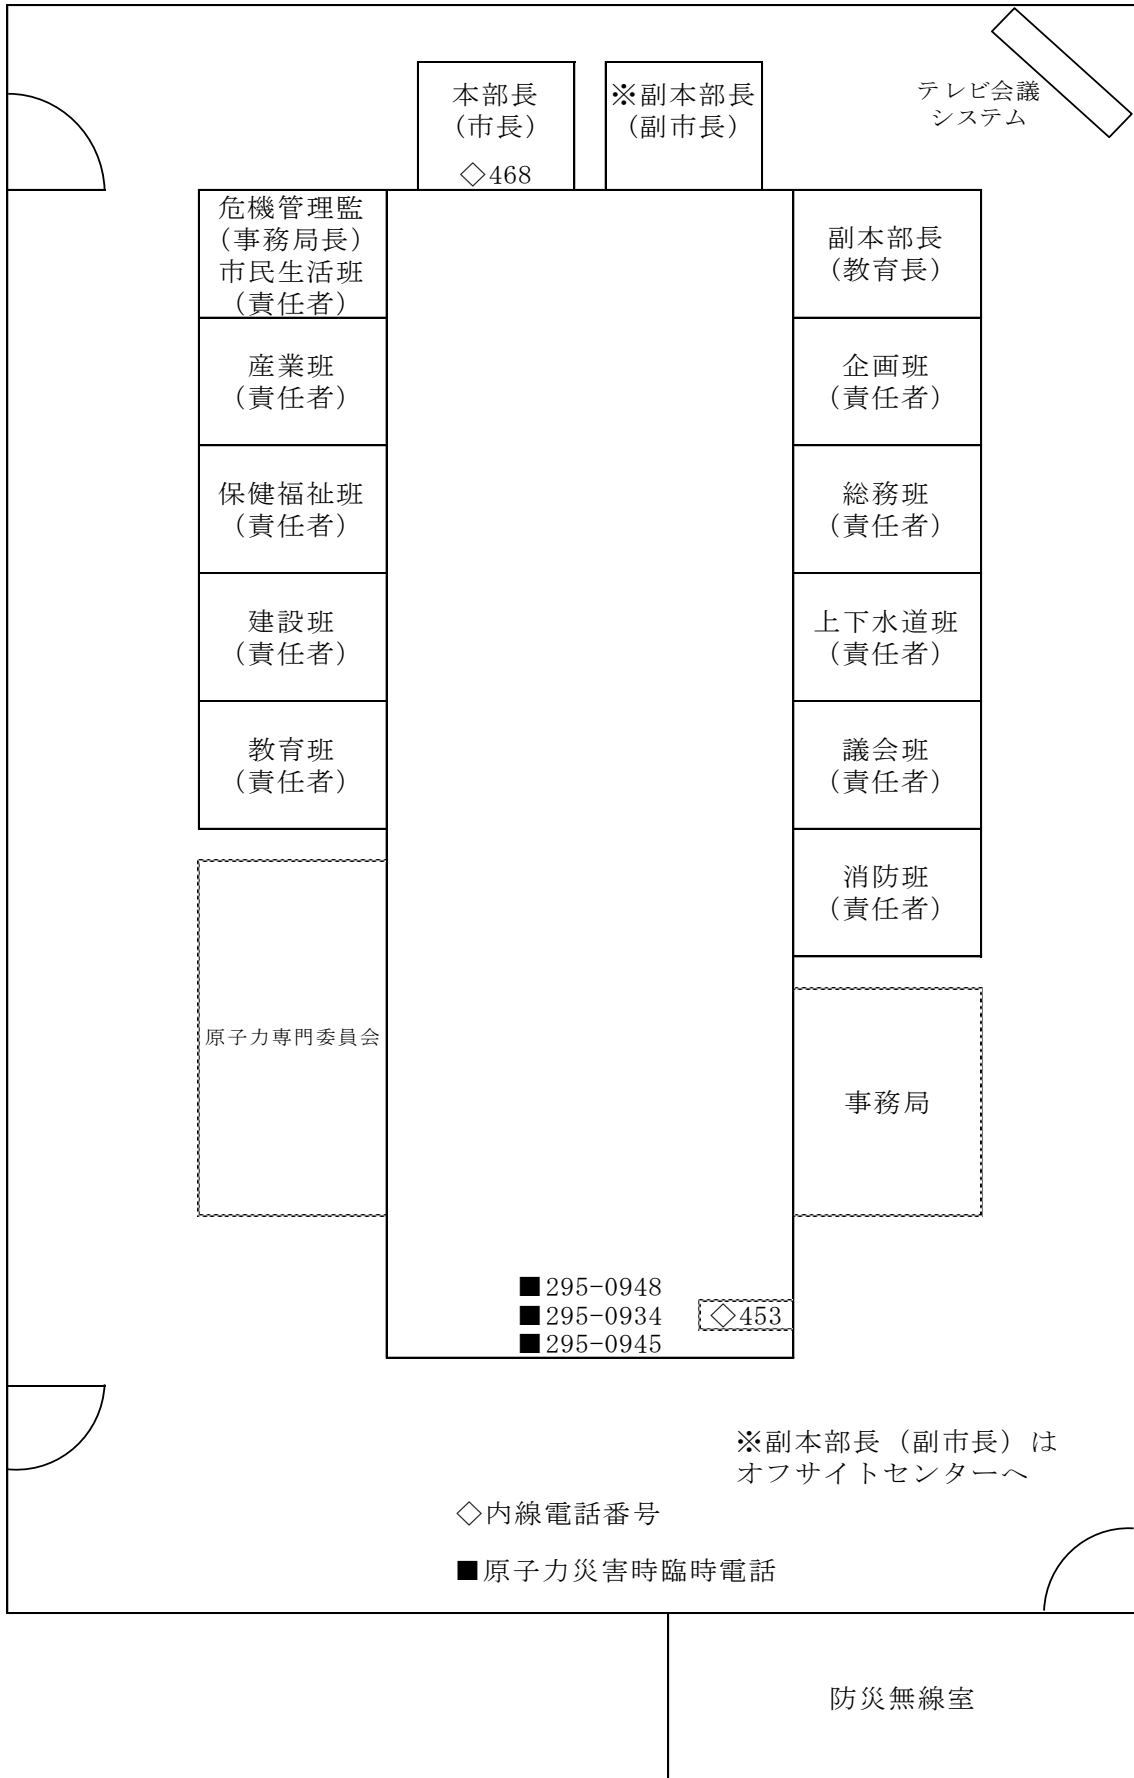 テレビ会議
システム
本部長
(市長)
◇468
※副本部長
(副市長)
危機管理監
(事務局長)
市民生活班
(責任者)
副本部長
(教育長)
産業班
(責任者)
企画班
(責任者)
保健福祉班
(責任者)
総務班
(責任者)
建設班
(責任者)
上下水道班
(責任者)
教育班
(責任者)
議会班
(責任者)
消防班
(責任者)
原子力専門委員会
事務局
■295-0948
■295-0934
■295-0945
◇453
※副本部長（副市長）は
オフサイトセンターへ
◇内線電話番号
■原子力災害時臨時電話
防災無線室